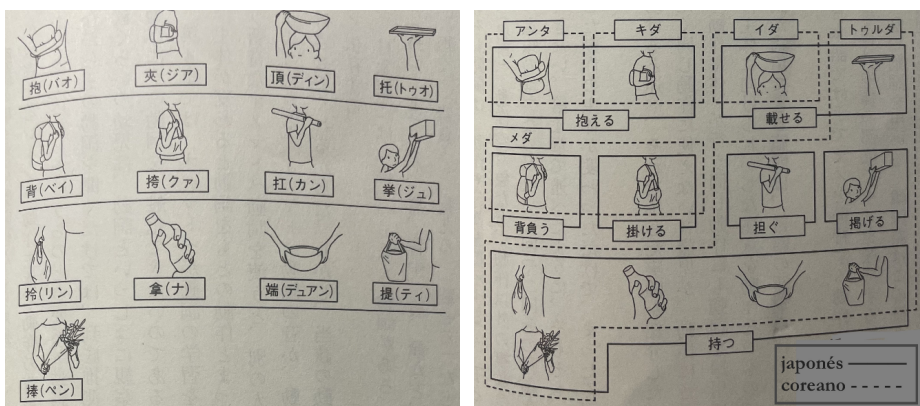 抱(バオ)
夾(ジア)
頂(ディン)
托(トゥオ)
背(ベイ)
挎(クァ)
扛(カン)
挙(ジュ)
拎(リン)
拿(ナ)
端(デュアン)
提(ティ)
捧(ペン)
アンタ
キダ
イダ
トゥルダ
抱える
載せる
メダ
背負う
掛ける
担ぐ
掲げる
持つ
japonés
coreano